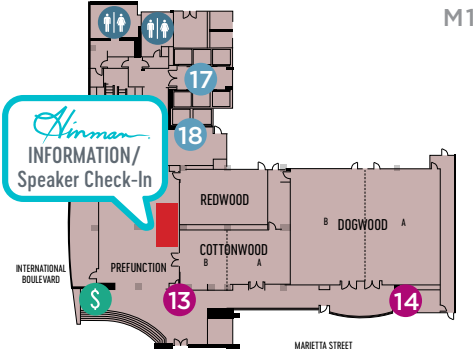 M1
17
18
Hinman
INFORMATION/
Speaker Check-In
REDWOOD
B
DOGWOOD
A
COTTONWOOD
B
A
INTERNATIONAL
BOULEVARD
PREFUNCTION
$
13
14
MARIETTA STREET